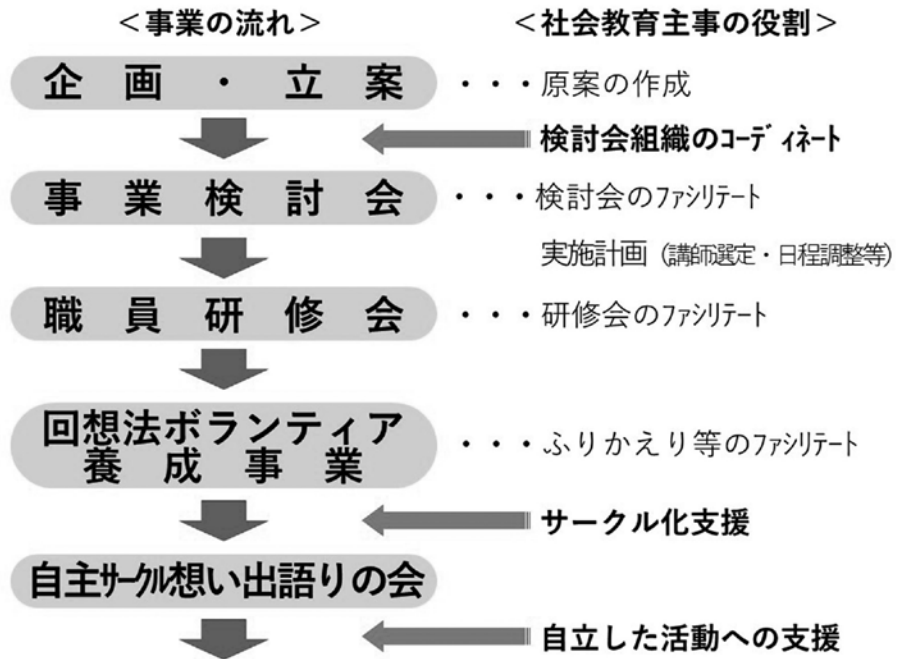 ＜事業の流れ＞　＜社会教育主事の役割＞
企画・立案　・・・原案の作成
検討会組織のコーディネート
事業検討会　・・・検討会のファシリテート
実施計画（講師選定・日程調整等）
職員研修会　・・・研修会のファシリテート
回想法ボランティア
養成事業　・・・ふりかえり等のファシリテート
サークル化支援
自主サークル想い出語りの会
自立した活動への支援